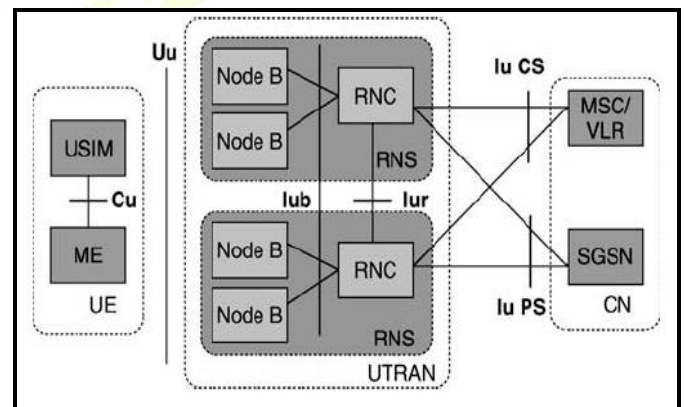 Uu
Node B
Node B
RNC
RNS
Iu CS
MSC/
VLR
USIM
Cu
ME
UE
Iub
Iur
Node B
Node B
RNC
RNS
UTRAN
SGSN
Iu PS
CN